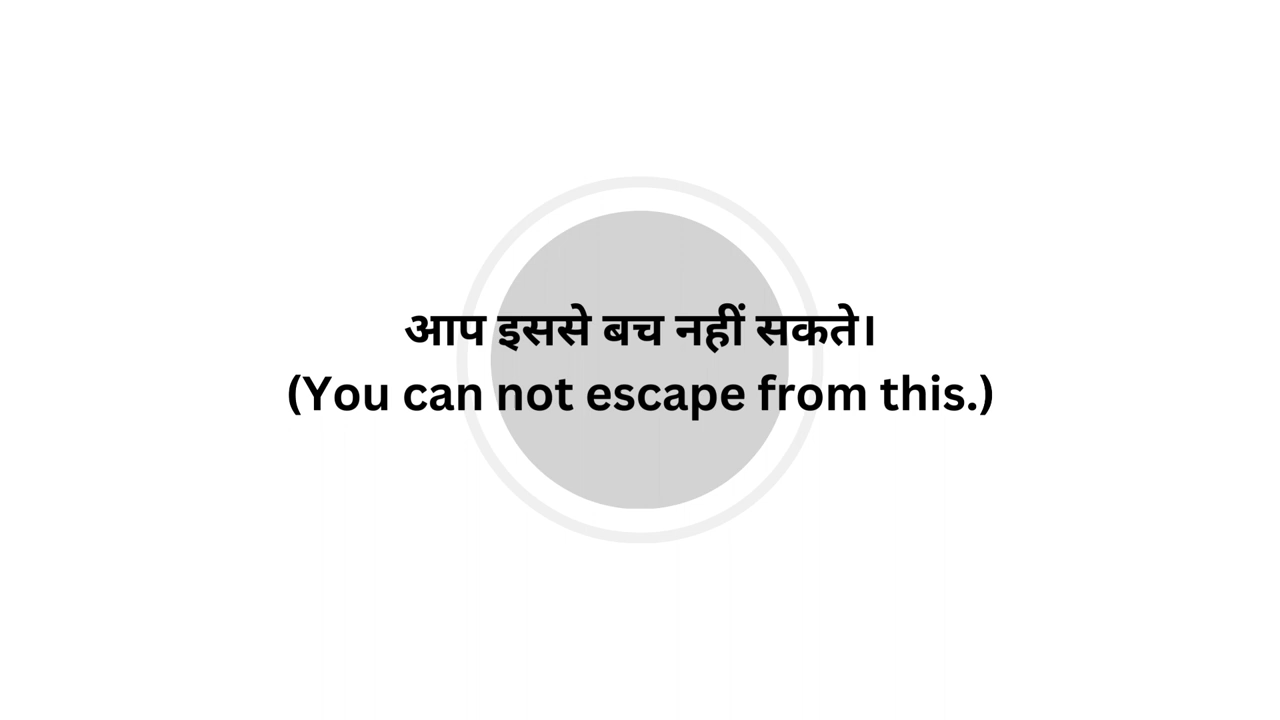 आप इससे बच नहीं सकते।
(You can not escape from this.)